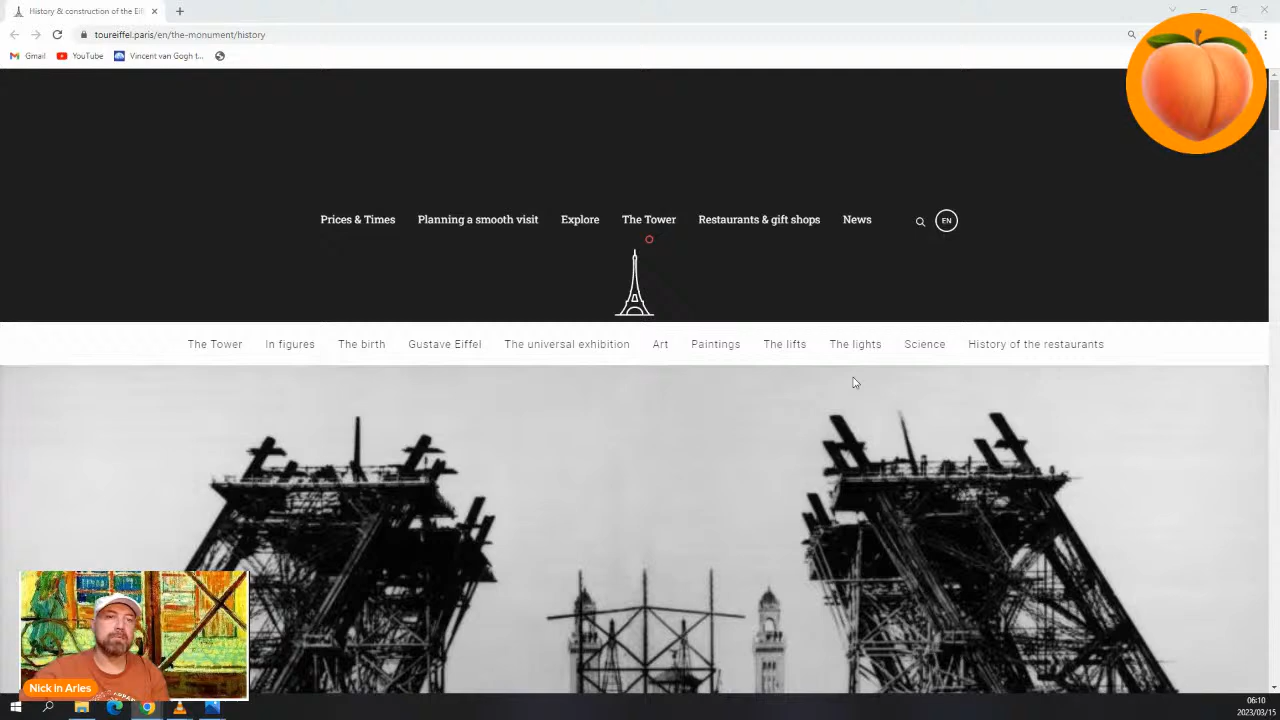 History & construction of the Eif
toureiffel.paris/en/the-monument/history
Gmail YouTube Vincent van Gogh t...
Prices & Times Planning a smooth visit Explore The Tower Restaurants & gift shops News EN
The Tower In figures The birth Gustave Eiffel The universal exhibition Art Paintings The lifts The lights Science History of the restaurants
Nick in Arles
06:10
2023/03/15